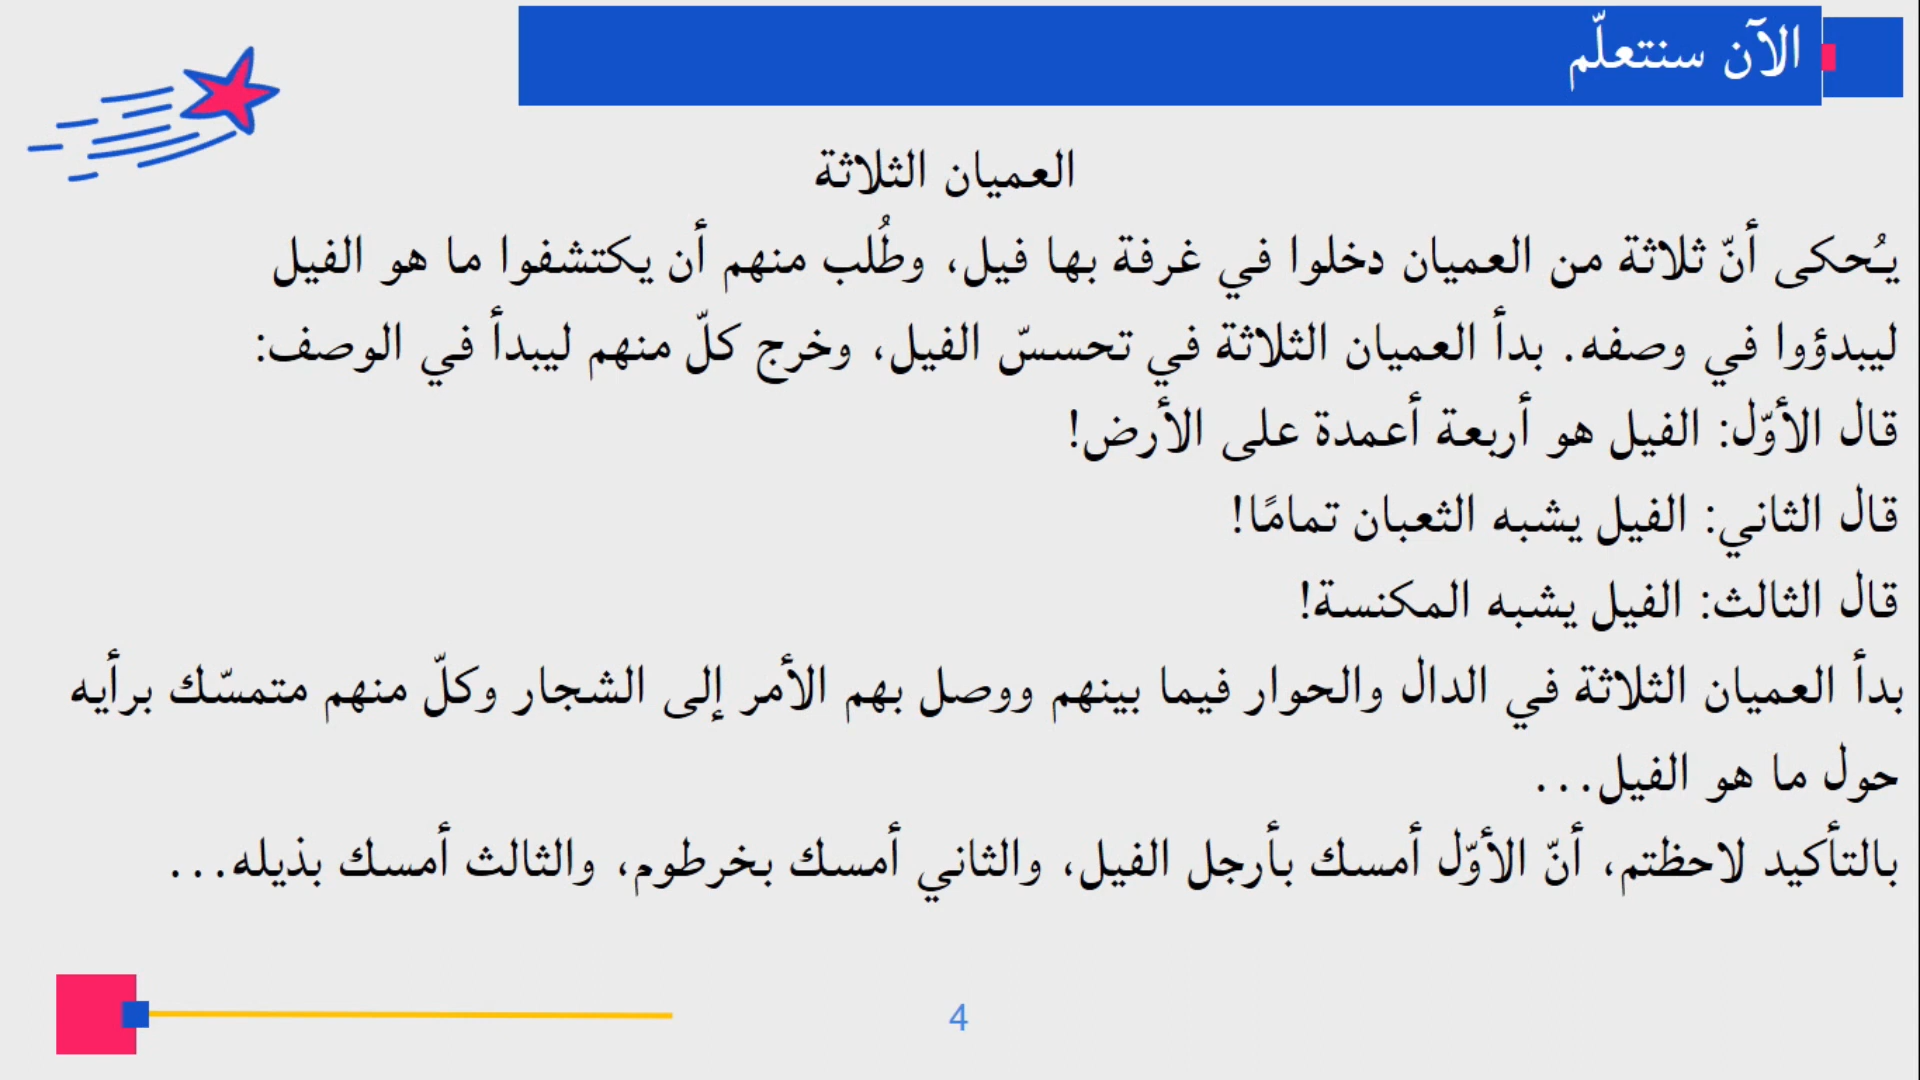 الآن سنتعلّم
العميان الثلاثة
يُحكى أنّ ثلاثة من العميان دخلوا في غرفة بها فيل، وطُلب منهم أن يكتشفوا ما هو الفيل
ليبدؤوا في وصفه. بدأ العميان الثلاثة في تحسسّ الفيل، وخرج كلّ منهم ليبدأ في الوصف:
قال الأوّل: الفيل هو أربعة أعمدة على الأرض!
قال الثاني: الفيل يشبه الثعبان تمامًا!
قال الثالث: الفيل يشبه المكنسة!
بدأ العميان الثلاثة في الدال والحوار فيما بينهم ووصل بهم الأمر إلى الشجار وكلّ منهم متمسّك برأيه
حول ما هو الفيل...
بالتأكيد لاحظتم، أنّ الأوّل أمسك بأرجل الفيل، والثاني أمسك بخرطوم، والثالث أمسك بذيله...
4